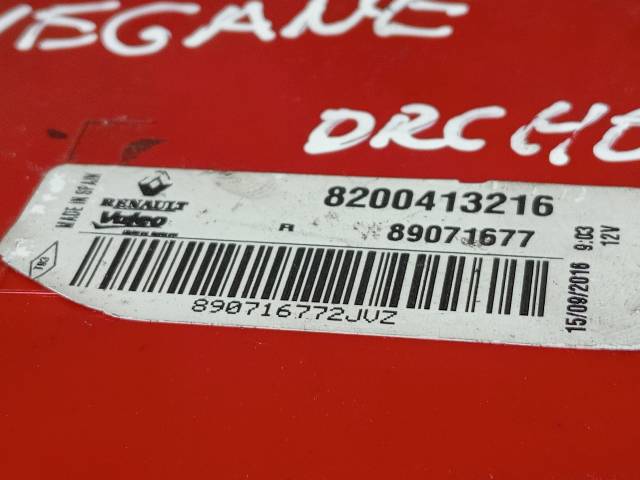 MEGANE
DRCHO
MADE IN SPAIN
RENAULT
Valeo
8200413216
R 89071677
890716772JVZ
15/09/2016 9:03
12V